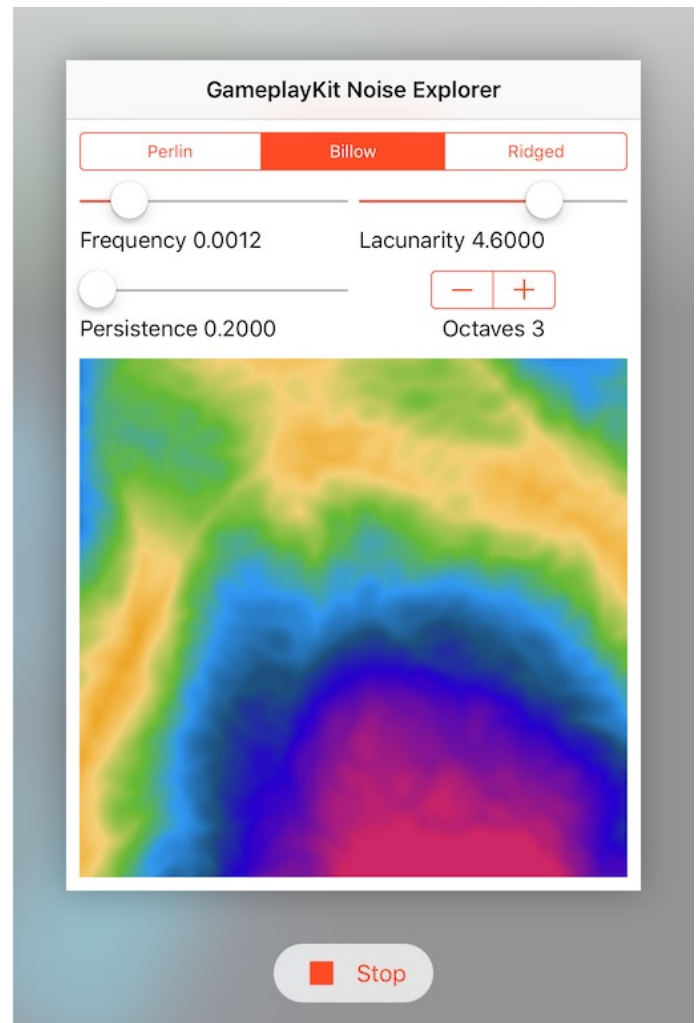 GameplayKit Noise Explorer
Perlin Billow Ridged
Frequency 0.0012 Lacunarity 4.6000
− +
Persistence 0.2000 Octaves 3
Stop